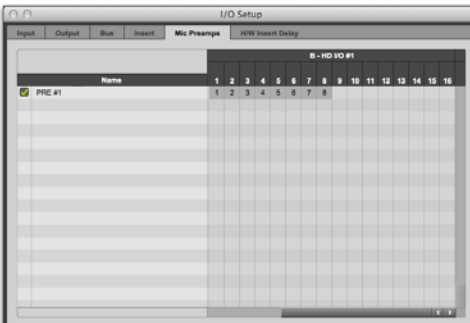 I/O Setup
Input Output Bus Insert Mic Preamps H/W Insert Delay
B - HD I/O #1
Name 1 2 3 4 5 6 7 8 9 10 11 12 13 14 15 16
PRE #1 1 2 3 4 5 6 7 8